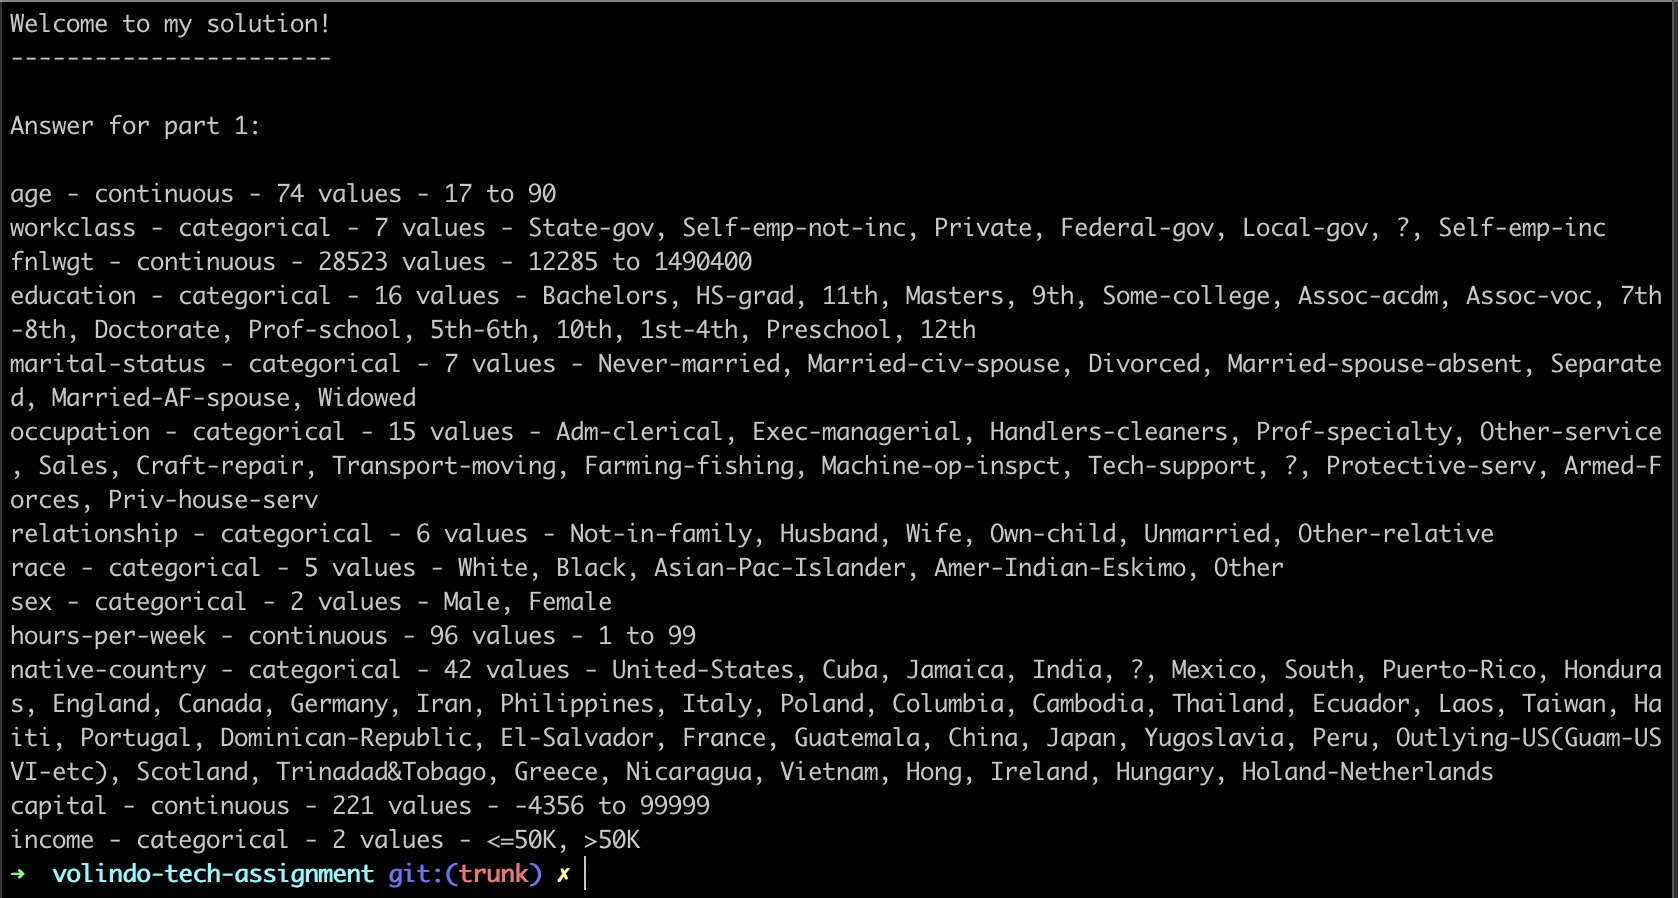 Welcome to my solution!
-----------------------
Answer for part 1:
age - continuous - 74 values - 17 to 90
workclass - categorical - 7 values - State-gov, Self-emp-not-inc, Private, Federal-gov, Local-gov, ?, Self-emp-inc
fnlwgt - continuous - 28523 values - 12285 to 1490400
education - categorical - 16 values - Bachelors, HS-grad, 11th, Masters, 9th, Some-college, Assoc-acdm, Assoc-voc, 7th
-8th, Doctorate, Prof-school, 5th-6th, 10th, 1st-4th, Preschool, 12th
marital-status - categorical - 7 values - Never-married, Married-civ-spouse, Divorced, Married-spouse-absent, Separate
d, Married-AF-spouse, Widowed
occupation - categorical - 15 values - Adm-clerical, Exec-managerial, Handlers-cleaners, Prof-specialty, Other-service
, Sales, Craft-repair, Transport-moving, Farming-fishing, Machine-op-inspct, Tech-support, ?, Protective-serv, Armed-F
orces, Priv-house-serv
relationship - categorical - 6 values - Not-in-family, Husband, Wife, Own-child, Unmarried, Other-relative
race - categorical - 5 values - White, Black, Asian-Pac-Islander, Amer-Indian-Eskimo, Other
sex - categorical - 2 values - Male, Female
hours-per-week - continuous - 96 values - 1 to 99
native-country - categorical - 42 values - United-States, Cuba, Jamaica, India, ?, Mexico, South, Puerto-Rico, Hondura
s, England, Canada, Germany, Iran, Philippines, Italy, Poland, Columbia, Cambodia, Thailand, Ecuador, Laos, Taiwan, Ha
iti, Portugal, Dominican-Republic, El-Salvador, France, Guatemala, China, Japan, Yugoslavia, Peru, Outlying-US(Guam-US
VI-etc), Scotland, Trinadad&Tobago, Greece, Nicaragua, Vietnam, Hong, Ireland, Hungary, Holand-Netherlands
capital - continuous - 221 values - -4356 to 99999
income - categorical - 2 values - <=50K, >50K
➜ volindo-tech-assignment git:(trunk) ✗